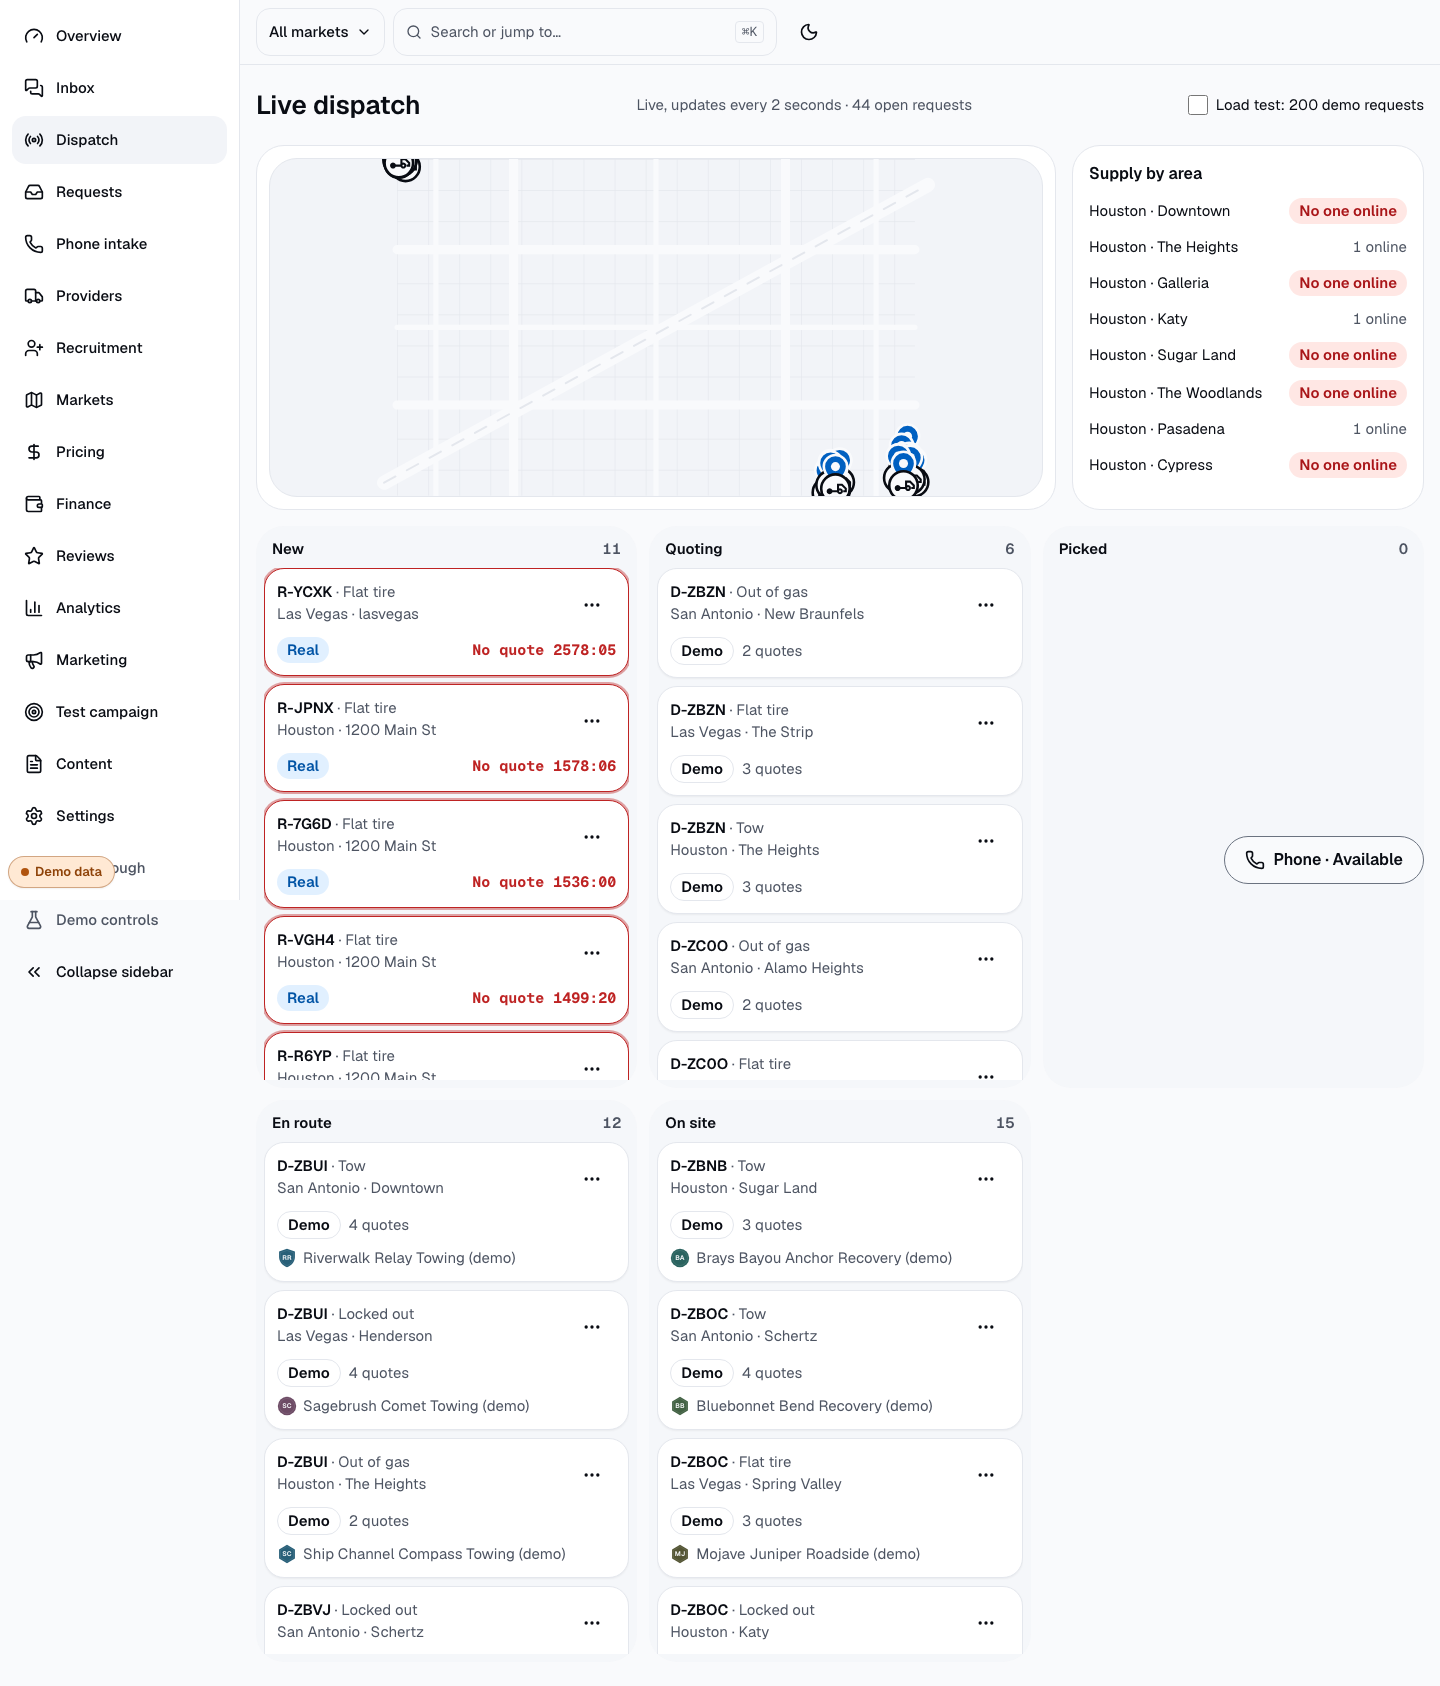 Overview
Inbox
Dispatch
Requests
Phone intake
Providers
Recruitment
Markets
Pricing
Finance
Reviews
Analytics
Marketing
Test campaign
Content
Settings
Demo data
Demo controls
Collapse sidebar
All markets
Search or jump to...
⌘K
Live dispatch
Live, updates every 2 seconds · 44 open requests
Load test: 200 demo requests
Supply by area
Houston · Downtown No one online
Houston · The Heights 1 online
Houston · Galleria No one online
Houston · Katy 1 online
Houston · Sugar Land No one online
Houston · The Woodlands No one online
Houston · Pasadena 1 online
Houston · Cypress No one online
New 11
R-YCXK · Flat tire
Las Vegas · lasvegas
Real No quote 2578:05
R-JPNX · Flat tire
Houston · 1200 Main St
Real No quote 1578:06
R-7G6D · Flat tire
Houston · 1200 Main St
Real No quote 1536:00
R-VGH4 · Flat tire
Houston · 1200 Main St
Real No quote 1499:20
R-R6YP · Flat tire
Houston · 1200 Main St
Quoting 6
D-ZBZN · Out of gas
San Antonio · New Braunfels
Demo 2 quotes
D-ZBZN · Flat tire
Las Vegas · The Strip
Demo 3 quotes
D-ZBZN · Tow
Houston · The Heights
Demo 3 quotes
D-ZC0O · Out of gas
San Antonio · Alamo Heights
Demo 2 quotes
D-ZC0O · Flat tire
Picked 0
Phone · Available
En route 12
D-ZBUI · Tow
San Antonio · Downtown
Demo 4 quotes
RR Riverwalk Relay Towing (demo)
D-ZBUI · Locked out
Las Vegas · Henderson
Demo 4 quotes
SC Sagebrush Comet Towing (demo)
D-ZBUI · Out of gas
Houston · The Heights
Demo 2 quotes
SC Ship Channel Compass Towing (demo)
D-ZBVJ · Locked out
San Antonio · Schertz
On site 15
D-ZBNB · Tow
Houston · Sugar Land
Demo 3 quotes
BA Brays Bayou Anchor Recovery (demo)
D-ZBOC · Tow
San Antonio · Schertz
Demo 4 quotes
BB Bluebonnet Bend Recovery (demo)
D-ZBOC · Flat tire
Las Vegas · Spring Valley
Demo 3 quotes
MJ Mojave Juniper Roadside (demo)
D-ZBOC · Locked out
Houston · Katy